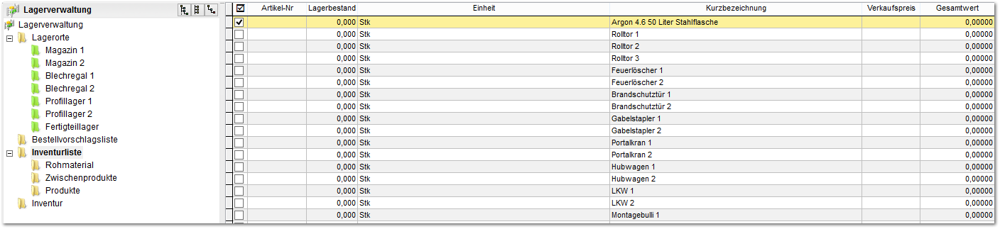 Lagerverwaltung
Lagerverwaltung
Lagerorte
Magazin 1
Magazin 2
Blechregal 1
Blechregal 2
Profillager 1
Profillager 2
Fertigteillager
Bestellvorschlagsliste
Inventurliste
Rohmaterial
Zwischenprodukte
Produkte
Inventur
Artikel-Nr Lagerbestand Einheit Kurzbezeichnung Verkaufspreis Gesamtwert
0,000 Stk Argon 4.6 50 Liter Stahlflasche 0,00000
0,000 Stk Rolltor 1 0,00000
0,000 Stk Rolltor 2 0,00000
0,000 Stk Rolltor 3 0,00000
0,000 Stk Feuerlöscher 1 0,00000
0,000 Stk Feuerlöscher 2 0,00000
0,000 Stk Brandschutztür 1 0,00000
0,000 Stk Brandschutztür 2 0,00000
0,000 Stk Gabelstapler 1 0,00000
0,000 Stk Gabelstapler 2 0,00000
0,000 Stk Portalkran 1 0,00000
0,000 Stk Portalkran 2 0,00000
0,000 Stk Hubwagen 1 0,00000
0,000 Stk Hubwagen 2 0,00000
0,000 Stk LKW 1 0,00000
0,000 Stk LKW 2 0,00000
0,000 Stk Montagebulli 1 0,00000